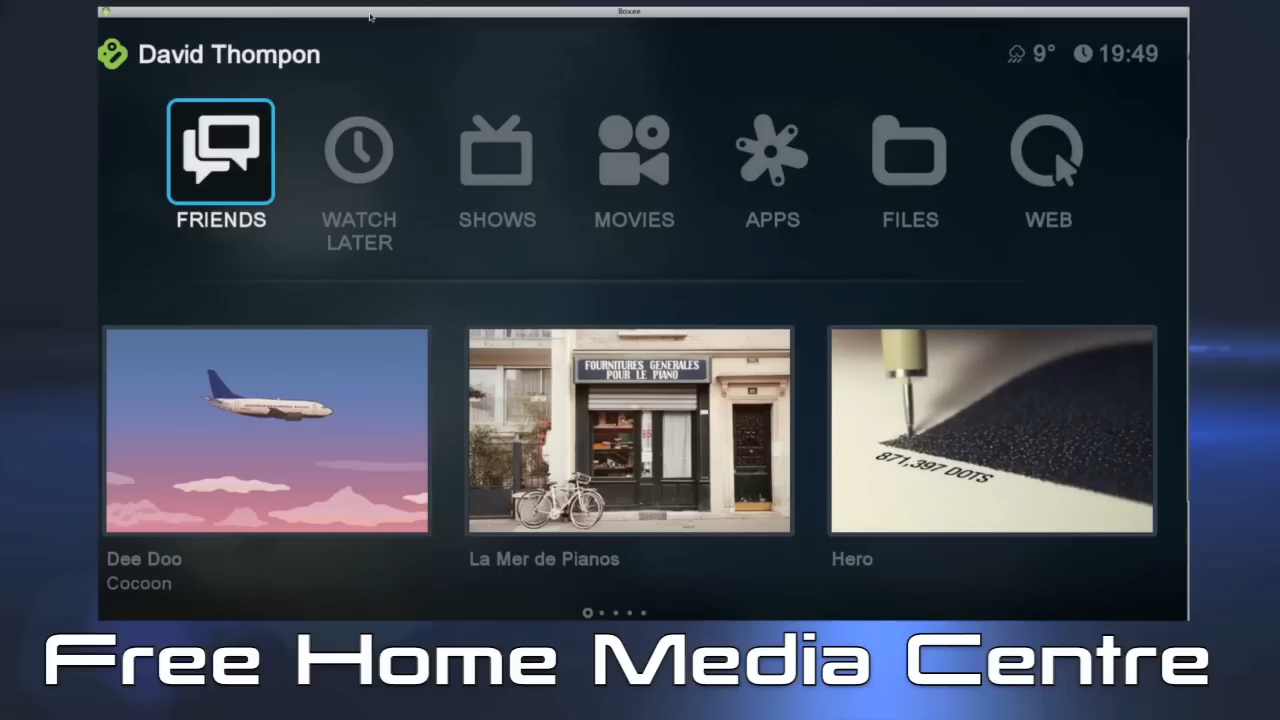 Boxee
David Thompon
9° 19:49
FRIENDS
WATCH
LATER
SHOWS
MOVIES
APPS
FILES
WEB
FOURNITURES GENERALES
POUR LE PIANO
871,397 DOTS
Dee Doo
Cocoon
La Mer de Pianos
Hero
Free Home Media Centre